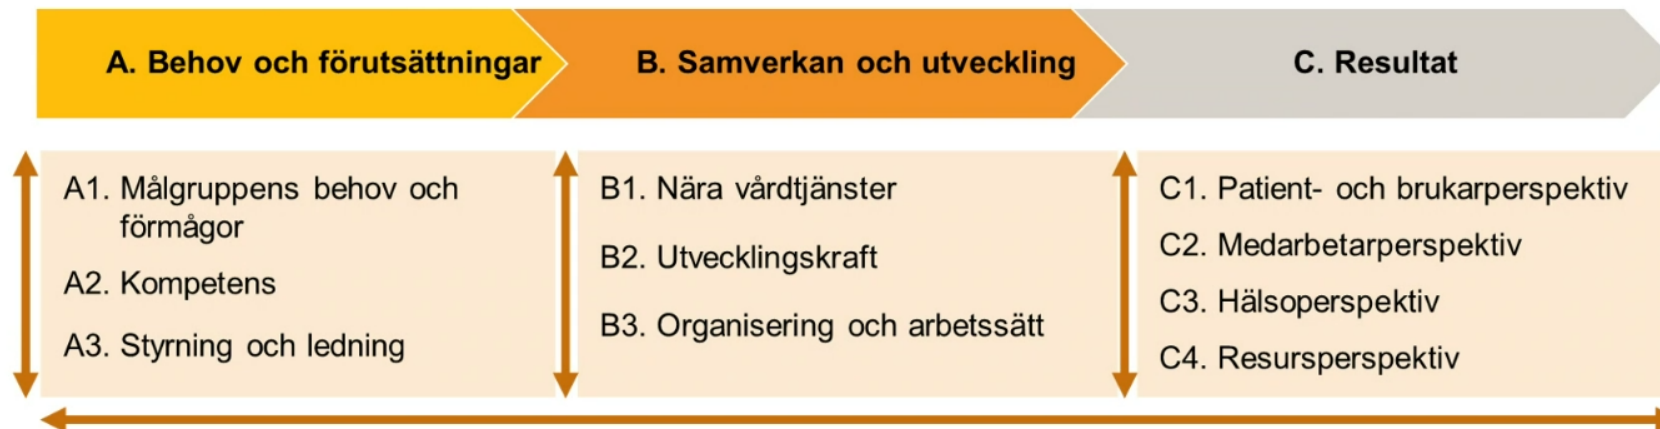 A. Behov och förutsättningar
B. Samverkan och utveckling
C. Resultat
A1. Målgruppens behov och
förmågor
A2. Kompetens
A3. Styrning och ledning
B1. Nära vårdtjänster
B2. Utvecklingskraft
B3. Organisering och arbetssätt
C1. Patient- och brukarperspektiv
C2. Medarbetarperspektiv
C3. Hälsoperspektiv
C4. Resursperspektiv